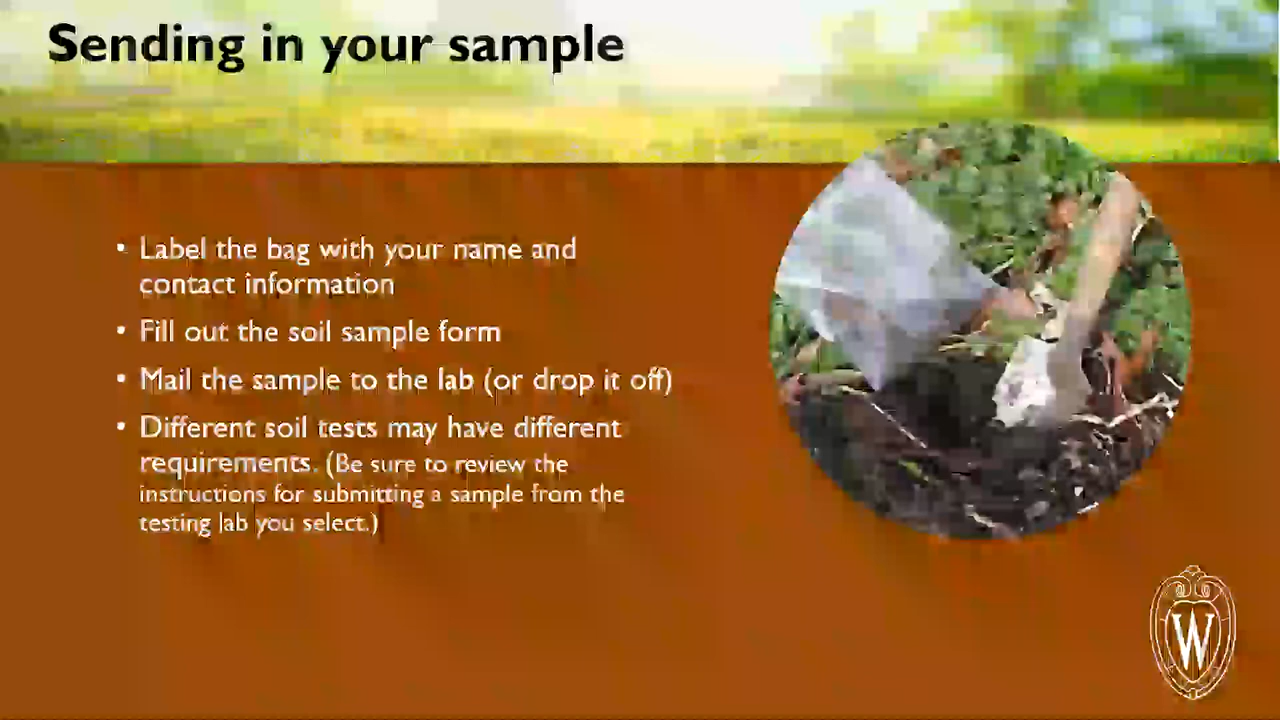 Sending in your sample
• Label the bag with your name and
contact information
• Fill out the soil sample form
• Mail the sample to the lab (or drop it off)
• Different soil tests may have different
requirements. (Be sure to review the
instructions for submitting a sample from the
testing lab you select.)
W